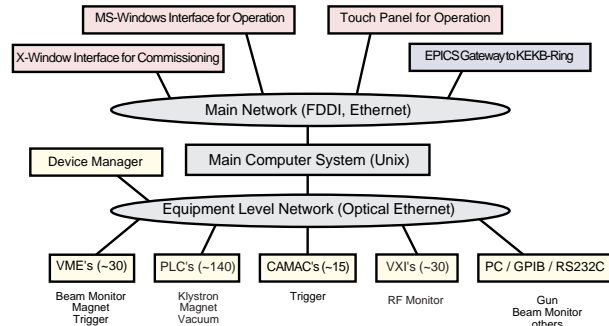 MS-Windows Interface for Operation
Touch Panel for Operation
X-Window Interface for Commissioning
EPICS Gateway to KEKB-Ring
Main Network (FDDI, Ethernet)
Main Computer System (Unix)
Device Manager
Equipment Level Network (Optical Ethernet)
VME's (~30)
PLC's (~140)
CAMAC's (~15)
VXI's (~30)
PC / GPIB / RS232C
Beam Monitor
Magnet
Trigger
Klystron
Magnet
Vacuum
Trigger
RF Monitor
Gun
Beam Monitor
others